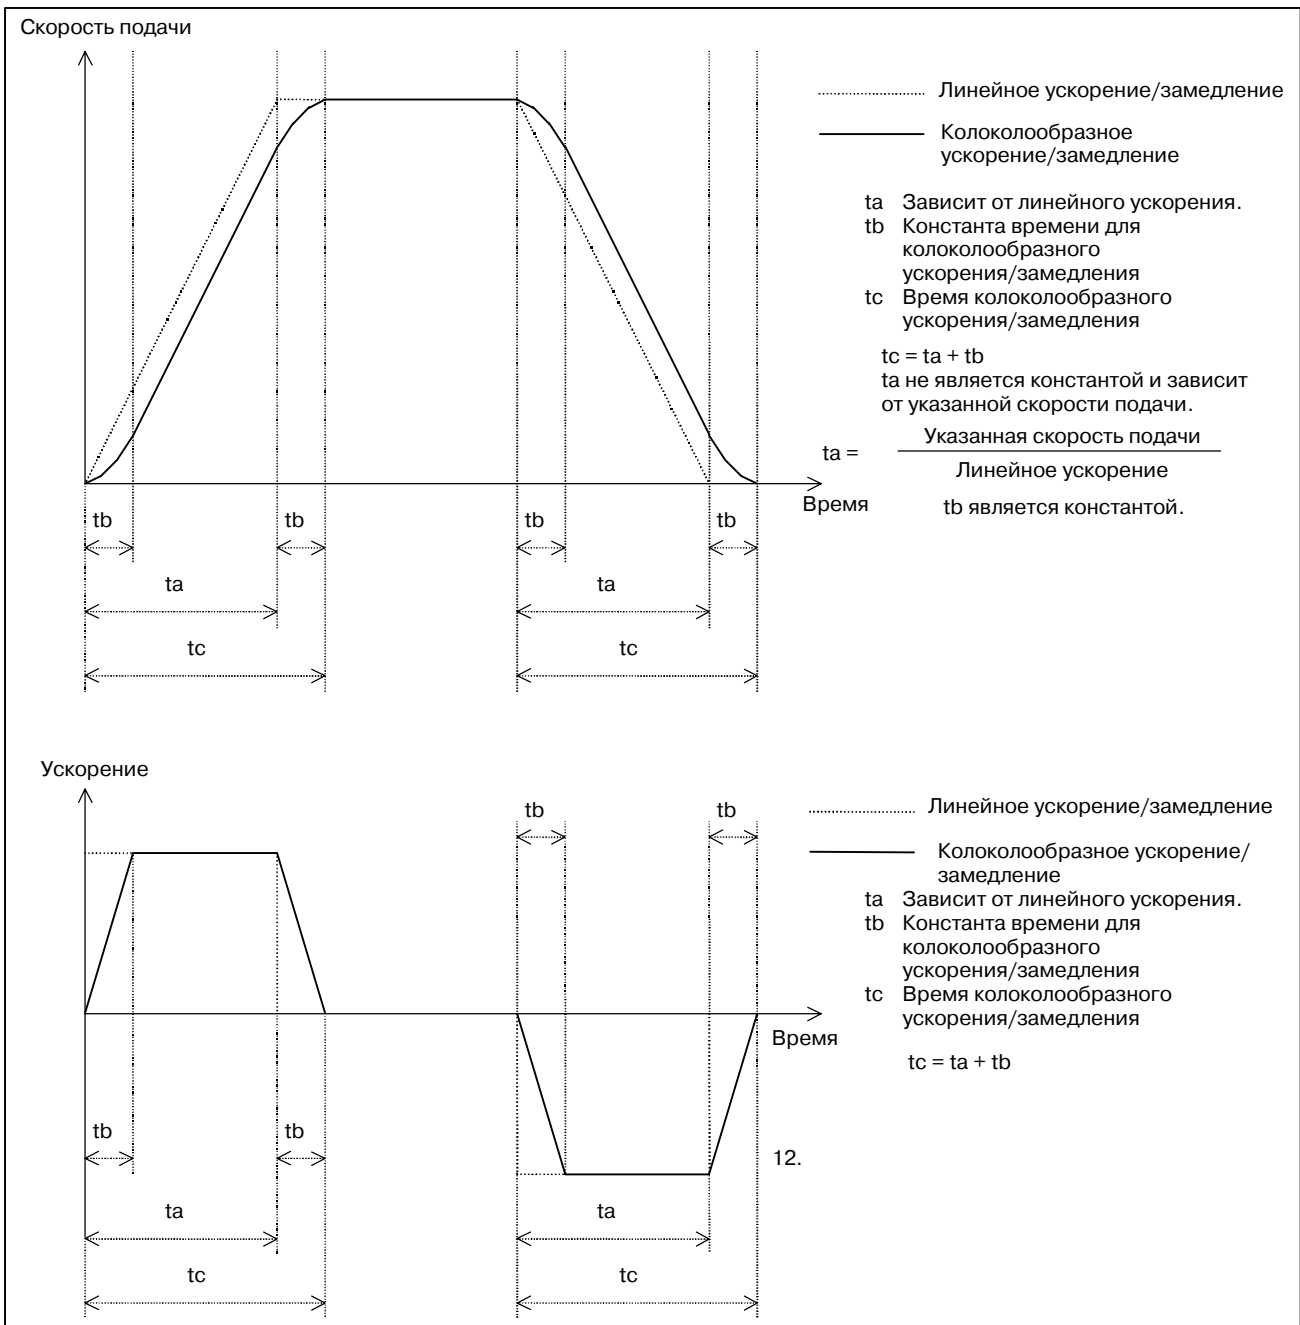 Скорость подачи
Линейное ускорение/замедление
Колоколообразное
ускорение/замедление
ta Зависит от линейного ускорения.
tb Константа времени для
колоколообразного
ускорения/замедления
tc Время колоколообразного
ускорения/замедления
tc = ta + tb
ta не является константой и зависит
от указанной скорости подачи.
ta =
Указанная скорость подачи
Линейное ускорение
tb является константой.
Время
tb
tb
tb
tb
ta
ta
tc
tc
Ускорение
tb
tb
Линейное ускорение/замедление
Колоколообразное ускорение/
замедление
ta Зависит от линейного ускорения.
tb Константа времени для
колоколообразного
ускорения/замедления
tc Время колоколообразного
ускорения/замедления
Время
tc = ta + tb
tb
tb
12.
ta
ta
tc
tc